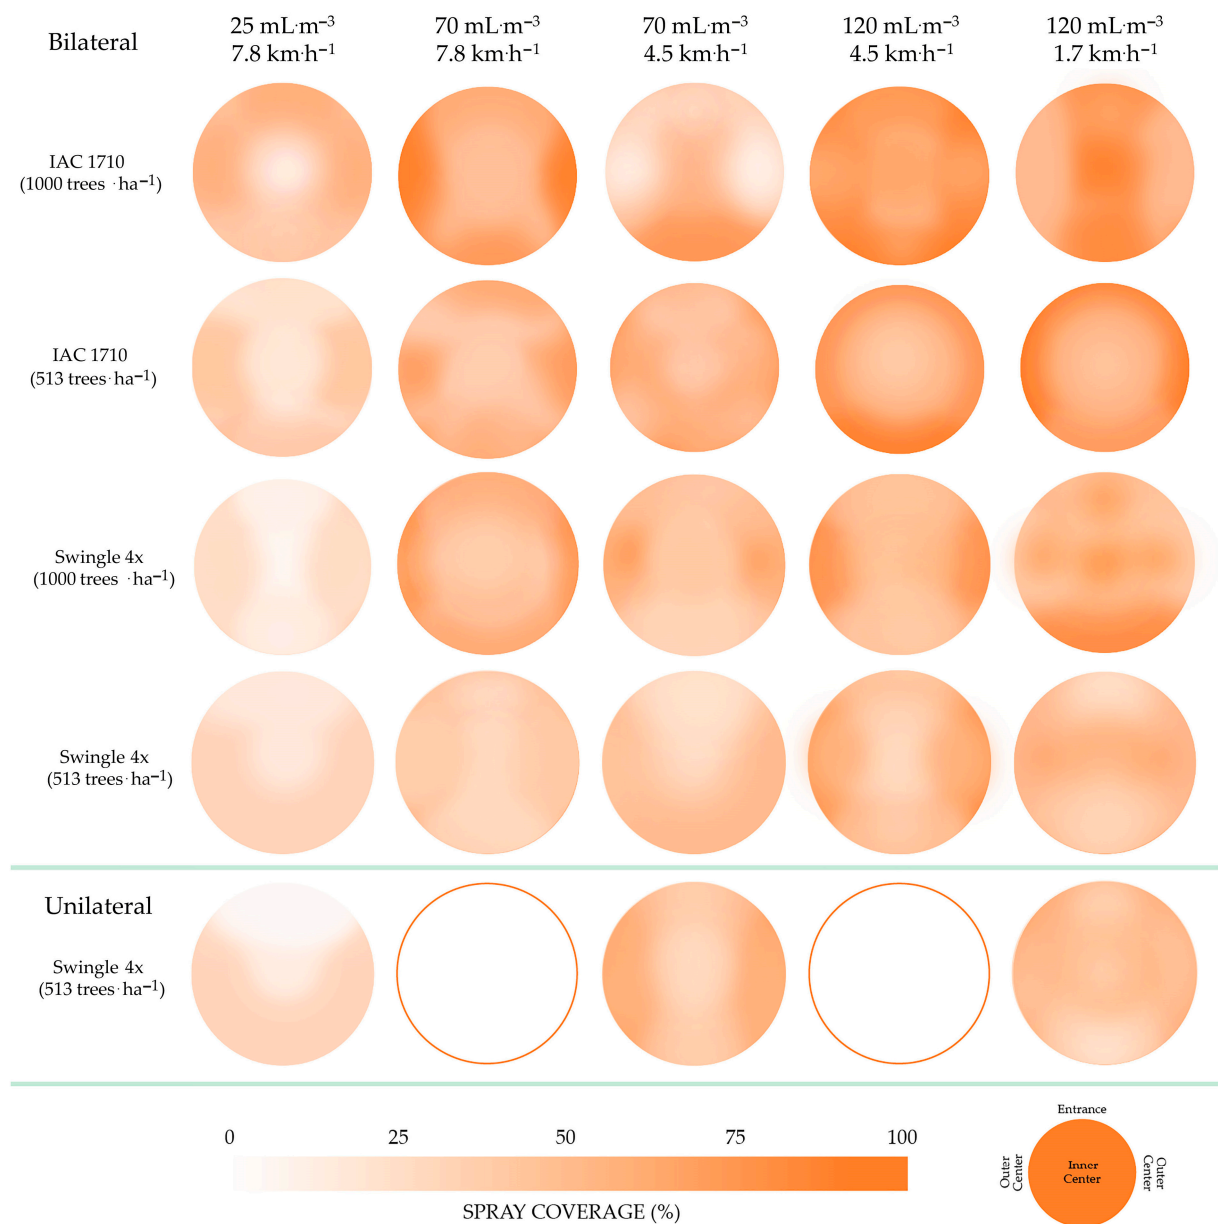 Bilateral
25 mL·m⁻³
7.8 km·h⁻¹
70 mL·m⁻³
7.8 km·h⁻¹
70 mL·m⁻³
4.5 km·h⁻¹
120 mL·m⁻³
4.5 km·h⁻¹
120 mL·m⁻³
1.7 km·h⁻¹
IAC 1710
(1000 trees ·ha⁻¹)
IAC 1710
(513 trees·ha⁻¹)
Swingle 4x
(1000 trees ·ha⁻¹)
Swingle 4x
(513 trees·ha⁻¹)
Unilateral
Swingle 4x
(513 trees·ha⁻¹)
0 25 50 75 100
SPRAY COVERAGE (%)
Entrance
Outer
Center
Inner
Center
Outer
Center